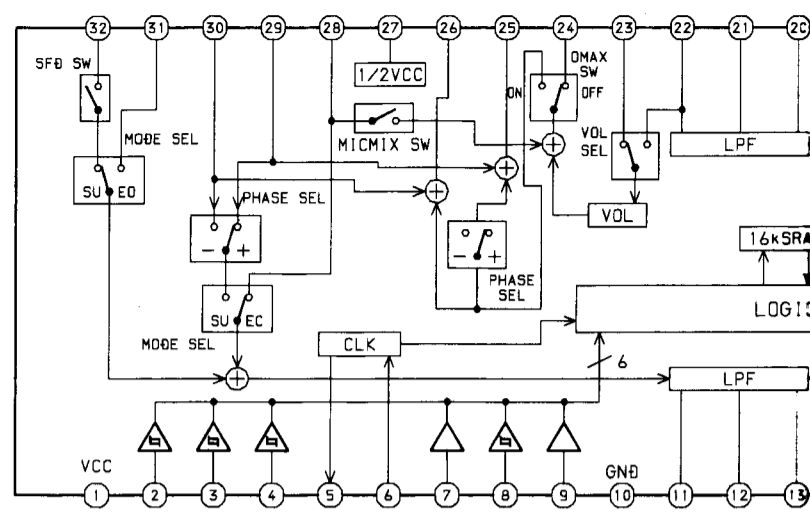 32 31 30 29 28 27 26 25 24 23 22 21 20
SFD SW
1/2VCC
DMAX
SW
ON OFF
MODE SEL
MICMIX SW
VOL
SEL
LPF
SU EO
PHASE SEL
VOL
- +
- +
16kSRA
PHASE
SEL
SU EC
LOGIC
MODE SEL
CLK
6
LPF
VCC
GND
1 2 3 4 5 6 7 8 9 10 11 12 13